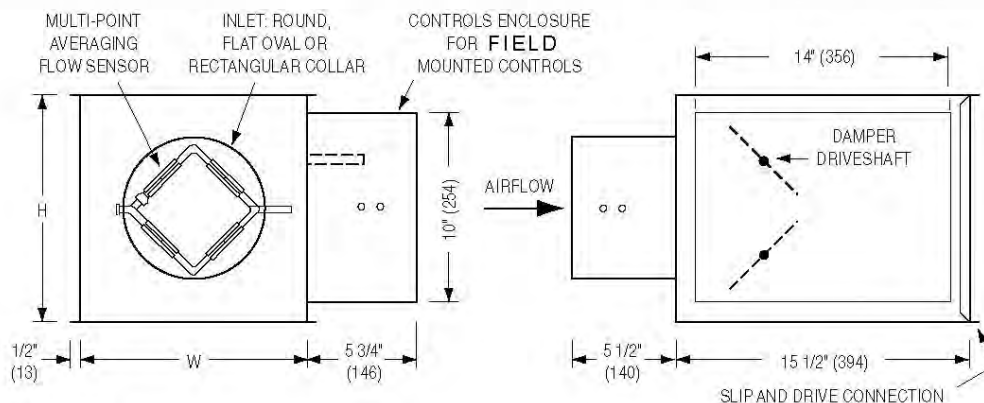 MULTI-POINT
AVERAGING
FLOW SENSOR
INLET: ROUND,
FLAT OVAL OR
RECTANGULAR COLLAR
CONTROLS ENCLOSURE
FOR FIELD
MOUNTED CONTROLS
14" (356)
DAMPER
DRIVESHAFT
AIRFLOW
H
10" (254)
1/2"
(13)
W
5 3/4"
(146)
5 1/2"
(140)
15 1/2" (394)
SLIP AND DRIVE CONNECTION